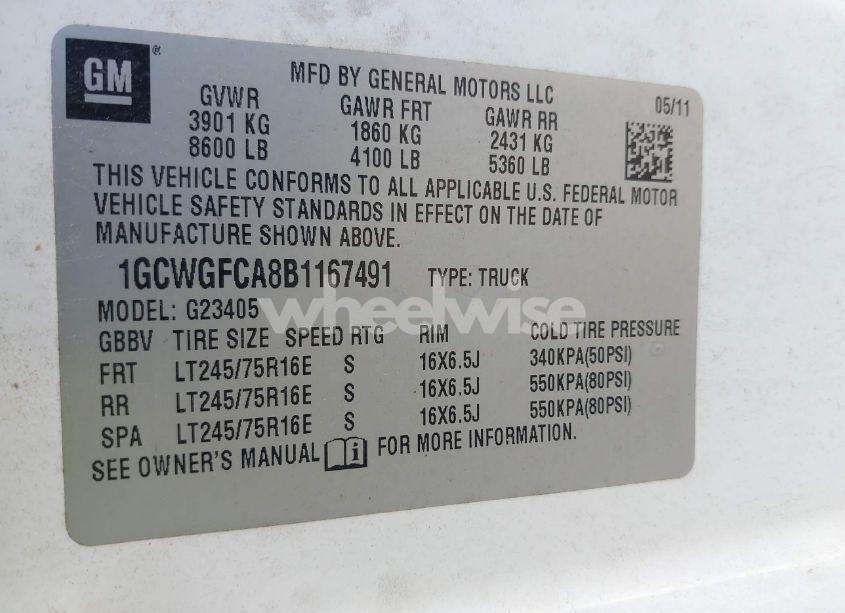 GM®
MFD BY GENERAL MOTORS LLC
05/11
GVWR GAWR FRT GAWR RR
3901 KG 1860 KG 2431 KG
8600 LB 4100 LB 5360 LB
THIS VEHICLE CONFORMS TO ALL APPLICABLE U.S. FEDERAL MOTOR
VEHICLE SAFETY STANDARDS IN EFFECT ON THE DATE OF
MANUFACTURE SHOWN ABOVE.
1GCWGFCA8B1167491 TYPE: TRUCK
MODEL: G23405
wheelwise
GBBV TIRE SIZE SPEED RTG RIM COLD TIRE PRESSURE
FRT LT245/75R16E S 16X6.5J 340KPA(50PSI)
RR LT245/75R16E S 16X6.5J 550KPA(80PSI)
SPA LT245/75R16E S 16X6.5J 550KPA(80PSI)
SEE OWNER'S MANUAL i FOR MORE INFORMATION.